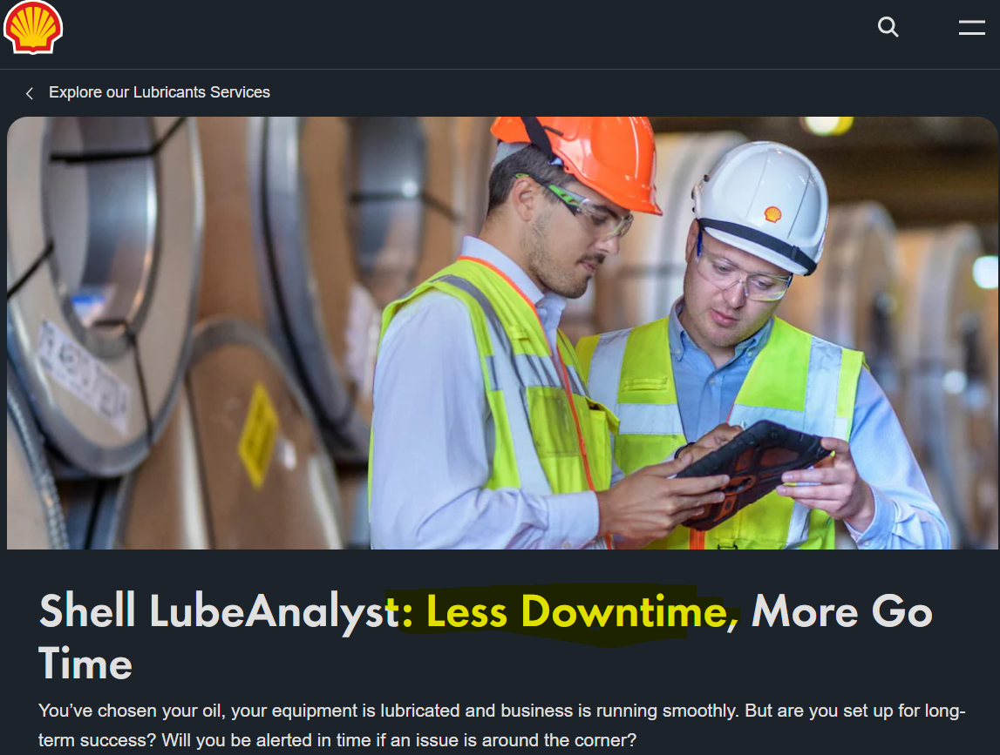 Explore our Lubricants Services
Shell LubeAnalyst: Less Downtime, More Go
Time
You’ve chosen your oil, your equipment is lubricated and business is running smoothly. But are you set up for long-
term success? Will you be alerted in time if an issue is around the corner?